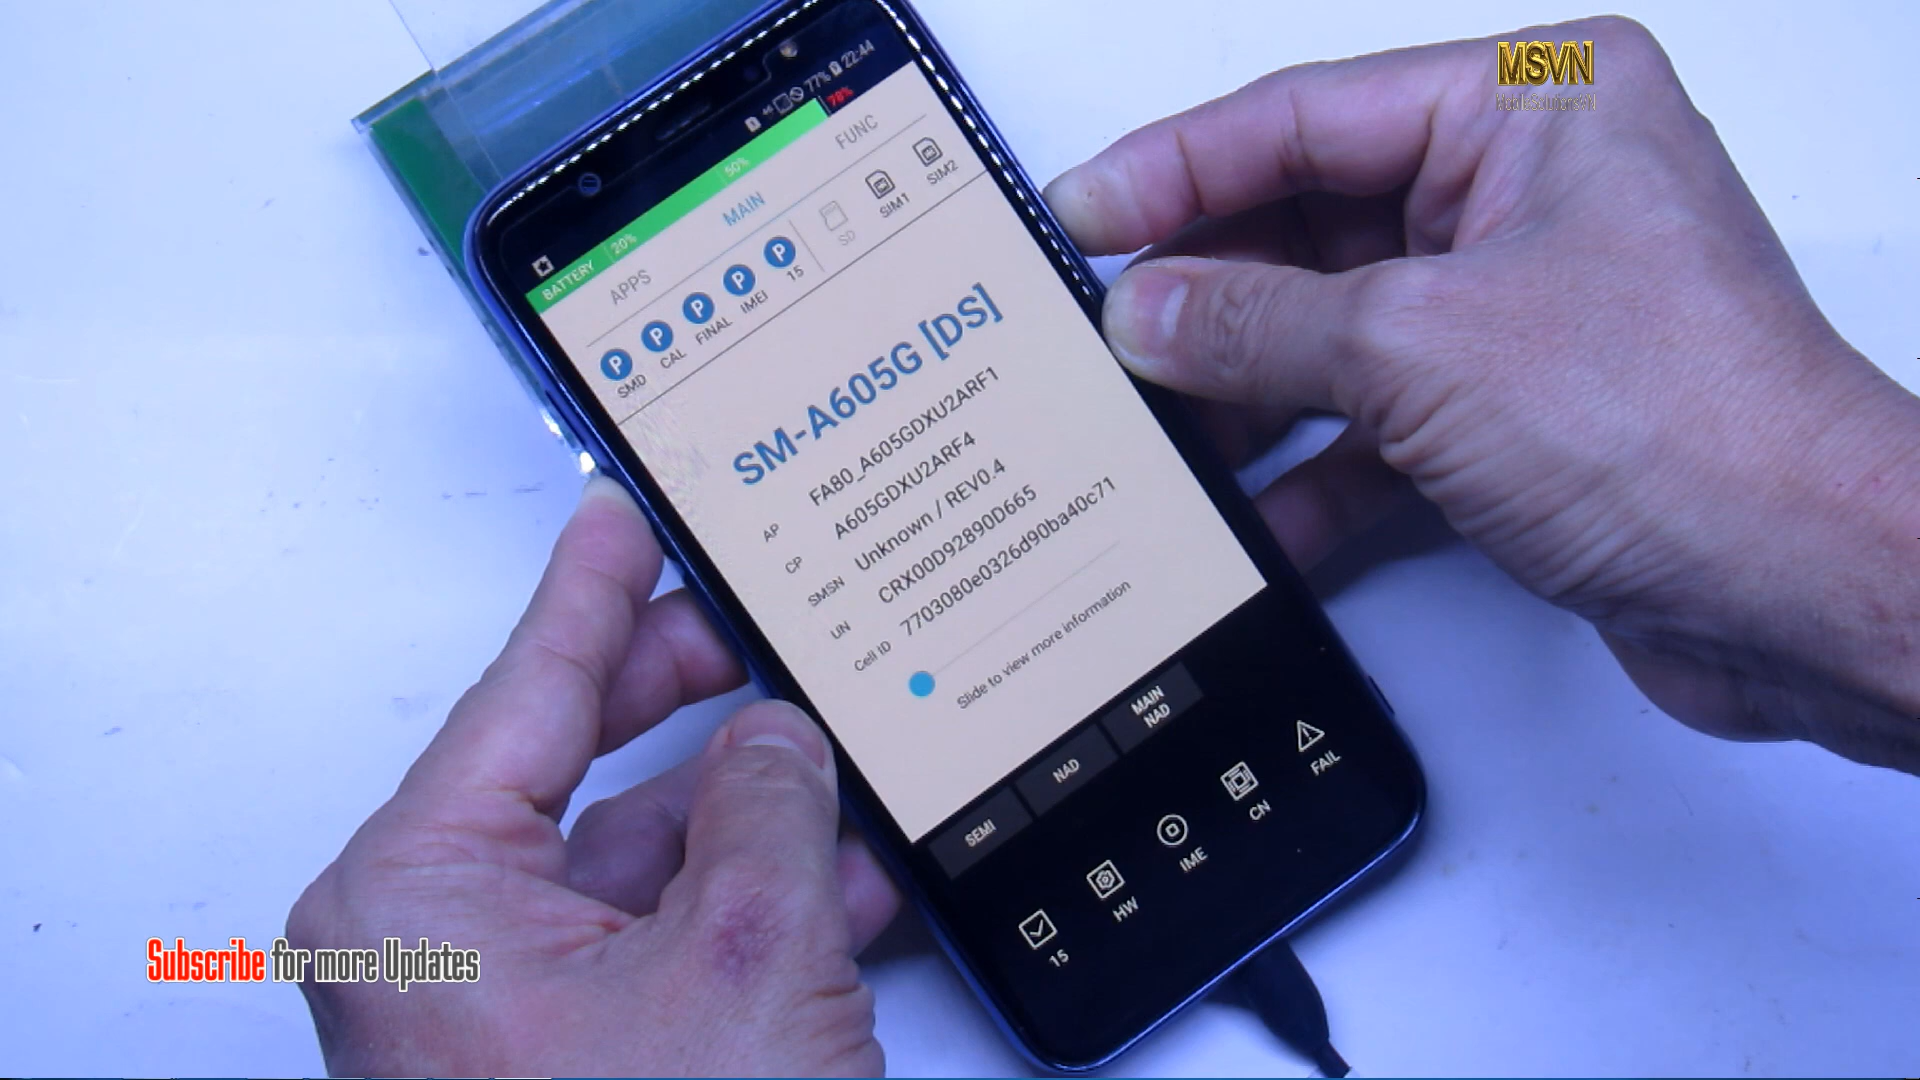 MSVN
MobileSolutionsVN
77% 22:44
BATTERY 20% 50% 78%
APPS MAIN FUNC
SMD CAL FINAL IMEI 15 SD SIM1 SIM2
SM-A605G [DS]
AP FA80_A605GDXU2ARF1
CP A605GDXU2ARF4
SMSN Unknown / REV0.4
UN CRX00D92890D665
Cell ID 7703080e0326d90ba40c71
Slide to view more information
SEMI NAD MAIN NAD
15 HW IME CN FAIL
Subscribe for more Updates